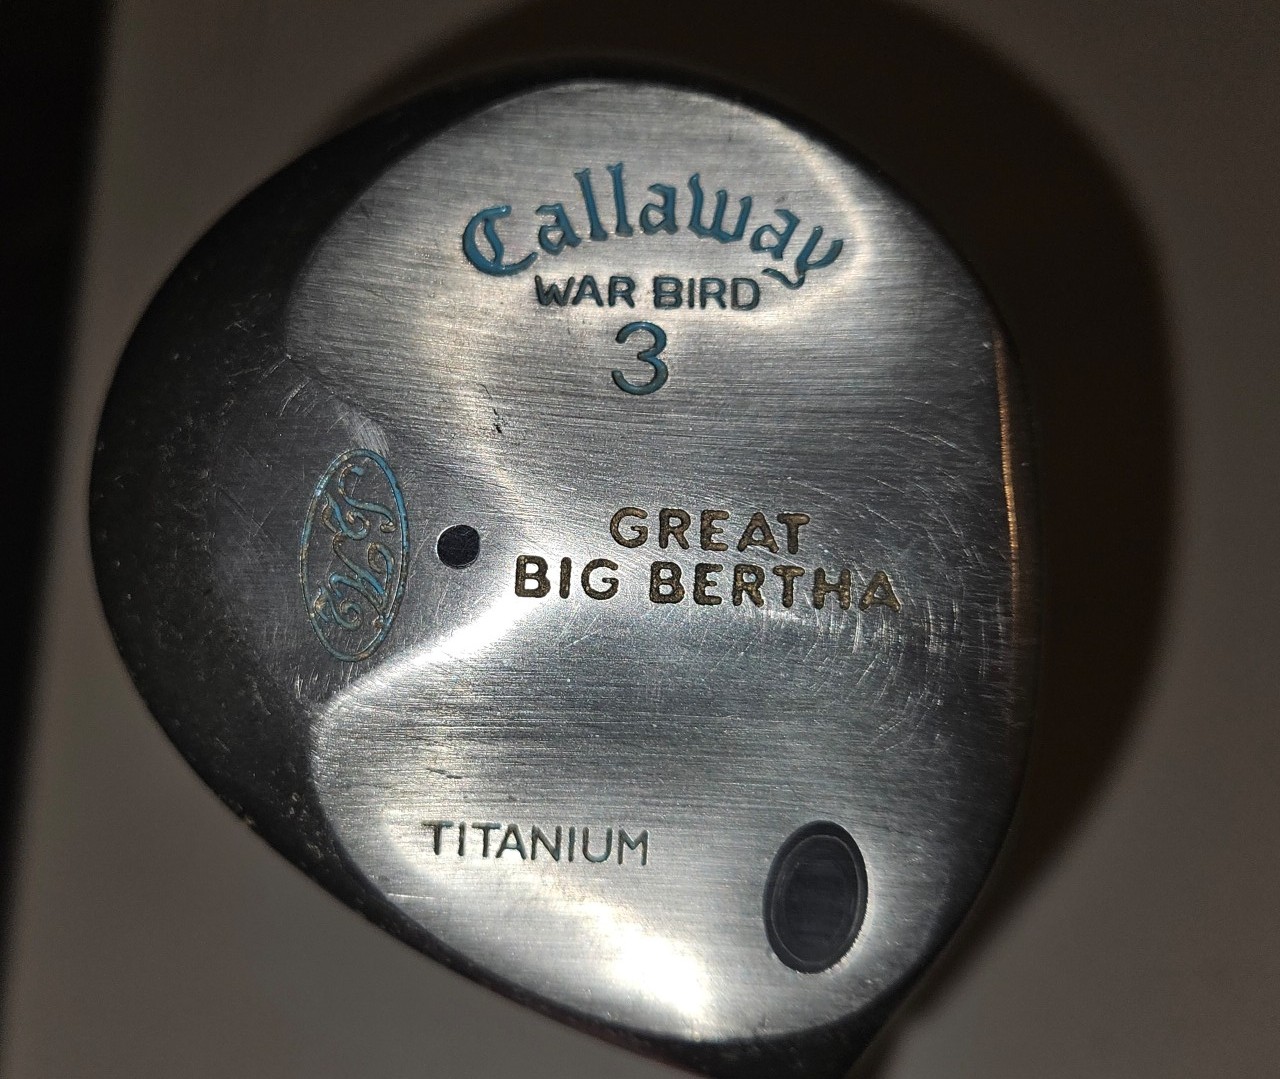 Callaway
WAR BIRD
3
GREAT
BIG BERTHA
TITANIUM